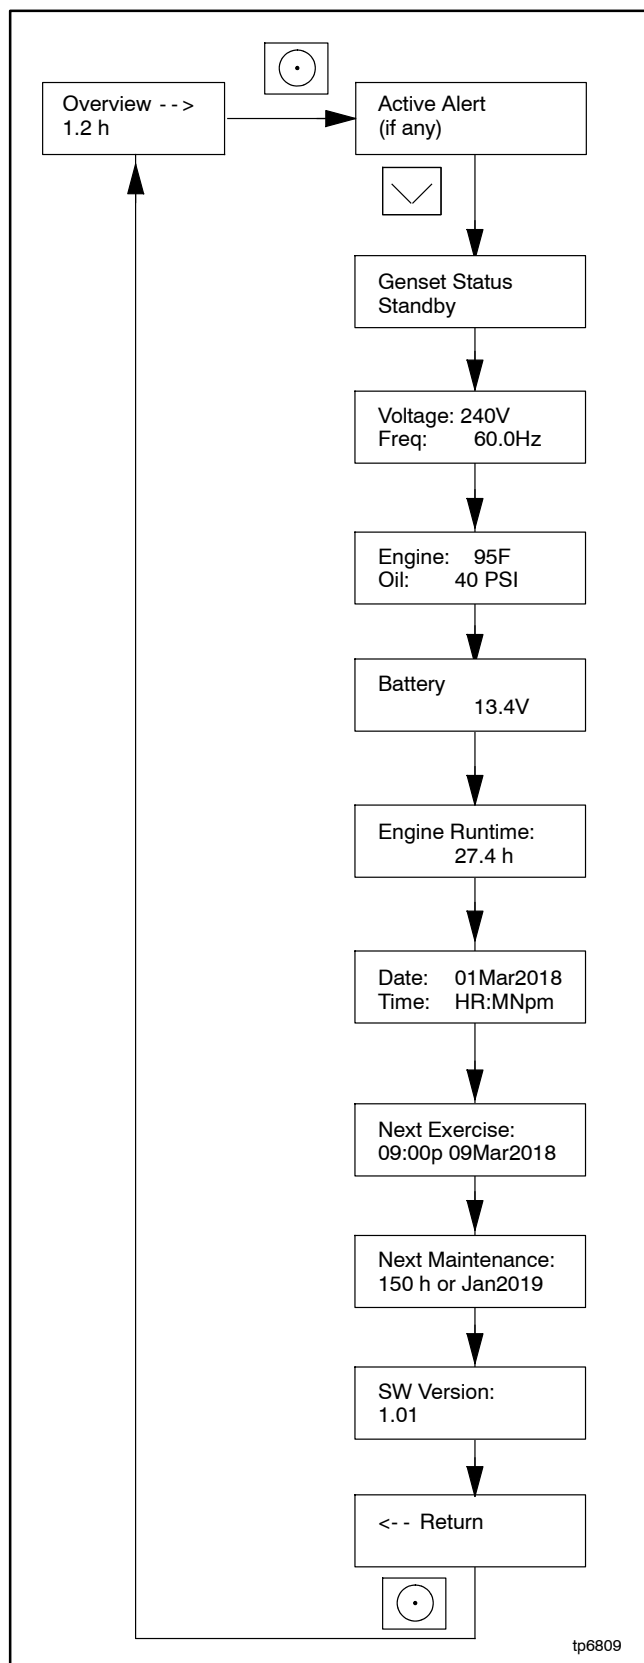 Overview - - >
1.2 h
Active Alert
(if any)
Genset Status
Standby
Voltage: 240V
Freq: 60.0Hz
Engine: 95F
Oil: 40 PSI
Battery
13.4V
Engine Runtime:
27.4 h
Date: 01Mar2018
Time: HR:MNpm
Next Exercise:
09:00p 09Mar2018
Next Maintenance:
150 h or Jan2019
SW Version:
1.01
<- - Return
tp6809